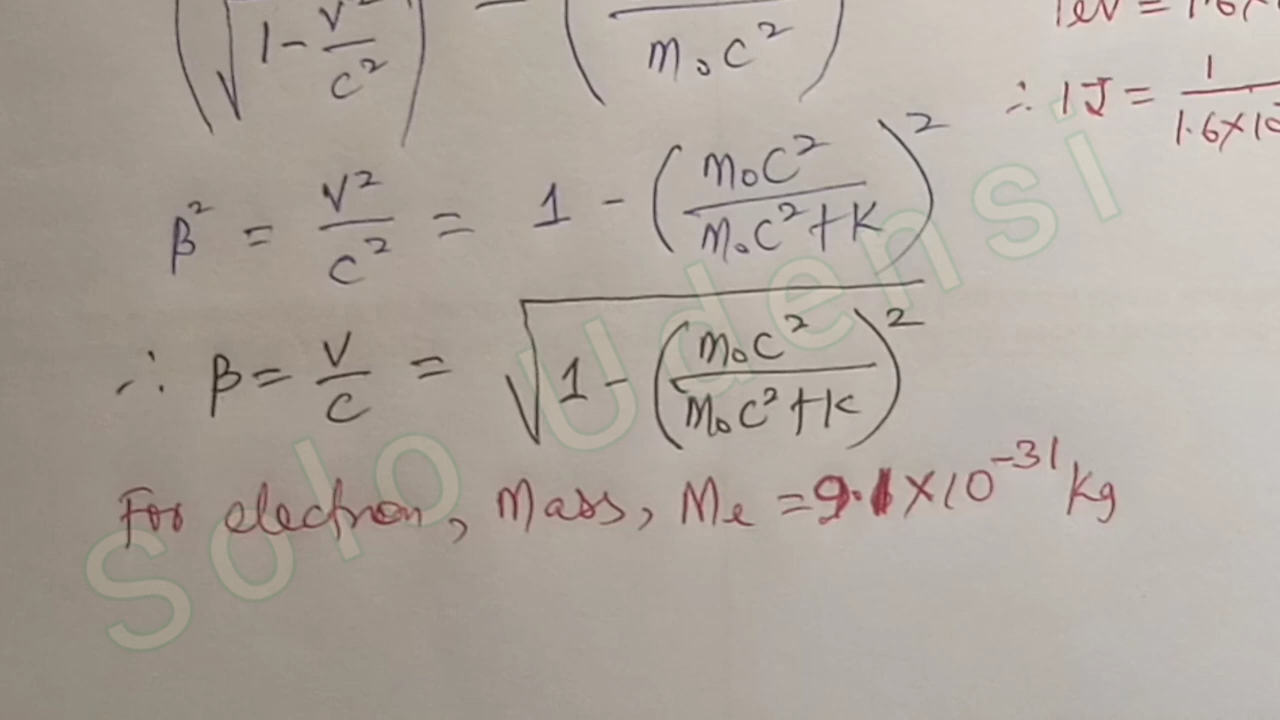 (√1-v²/c²) = (/m₀c²)
1eV = 1.6×
∴ 1J = 1/1.6×10
β² = v²/c² = 1 - (m₀c²/m₀c²+K)²
∴ β = v/c = √1-(m₀c²/m₀c²+K)²
For electron, Mass, Me = 9.1×10⁻³¹ Kg
Solo Udensi